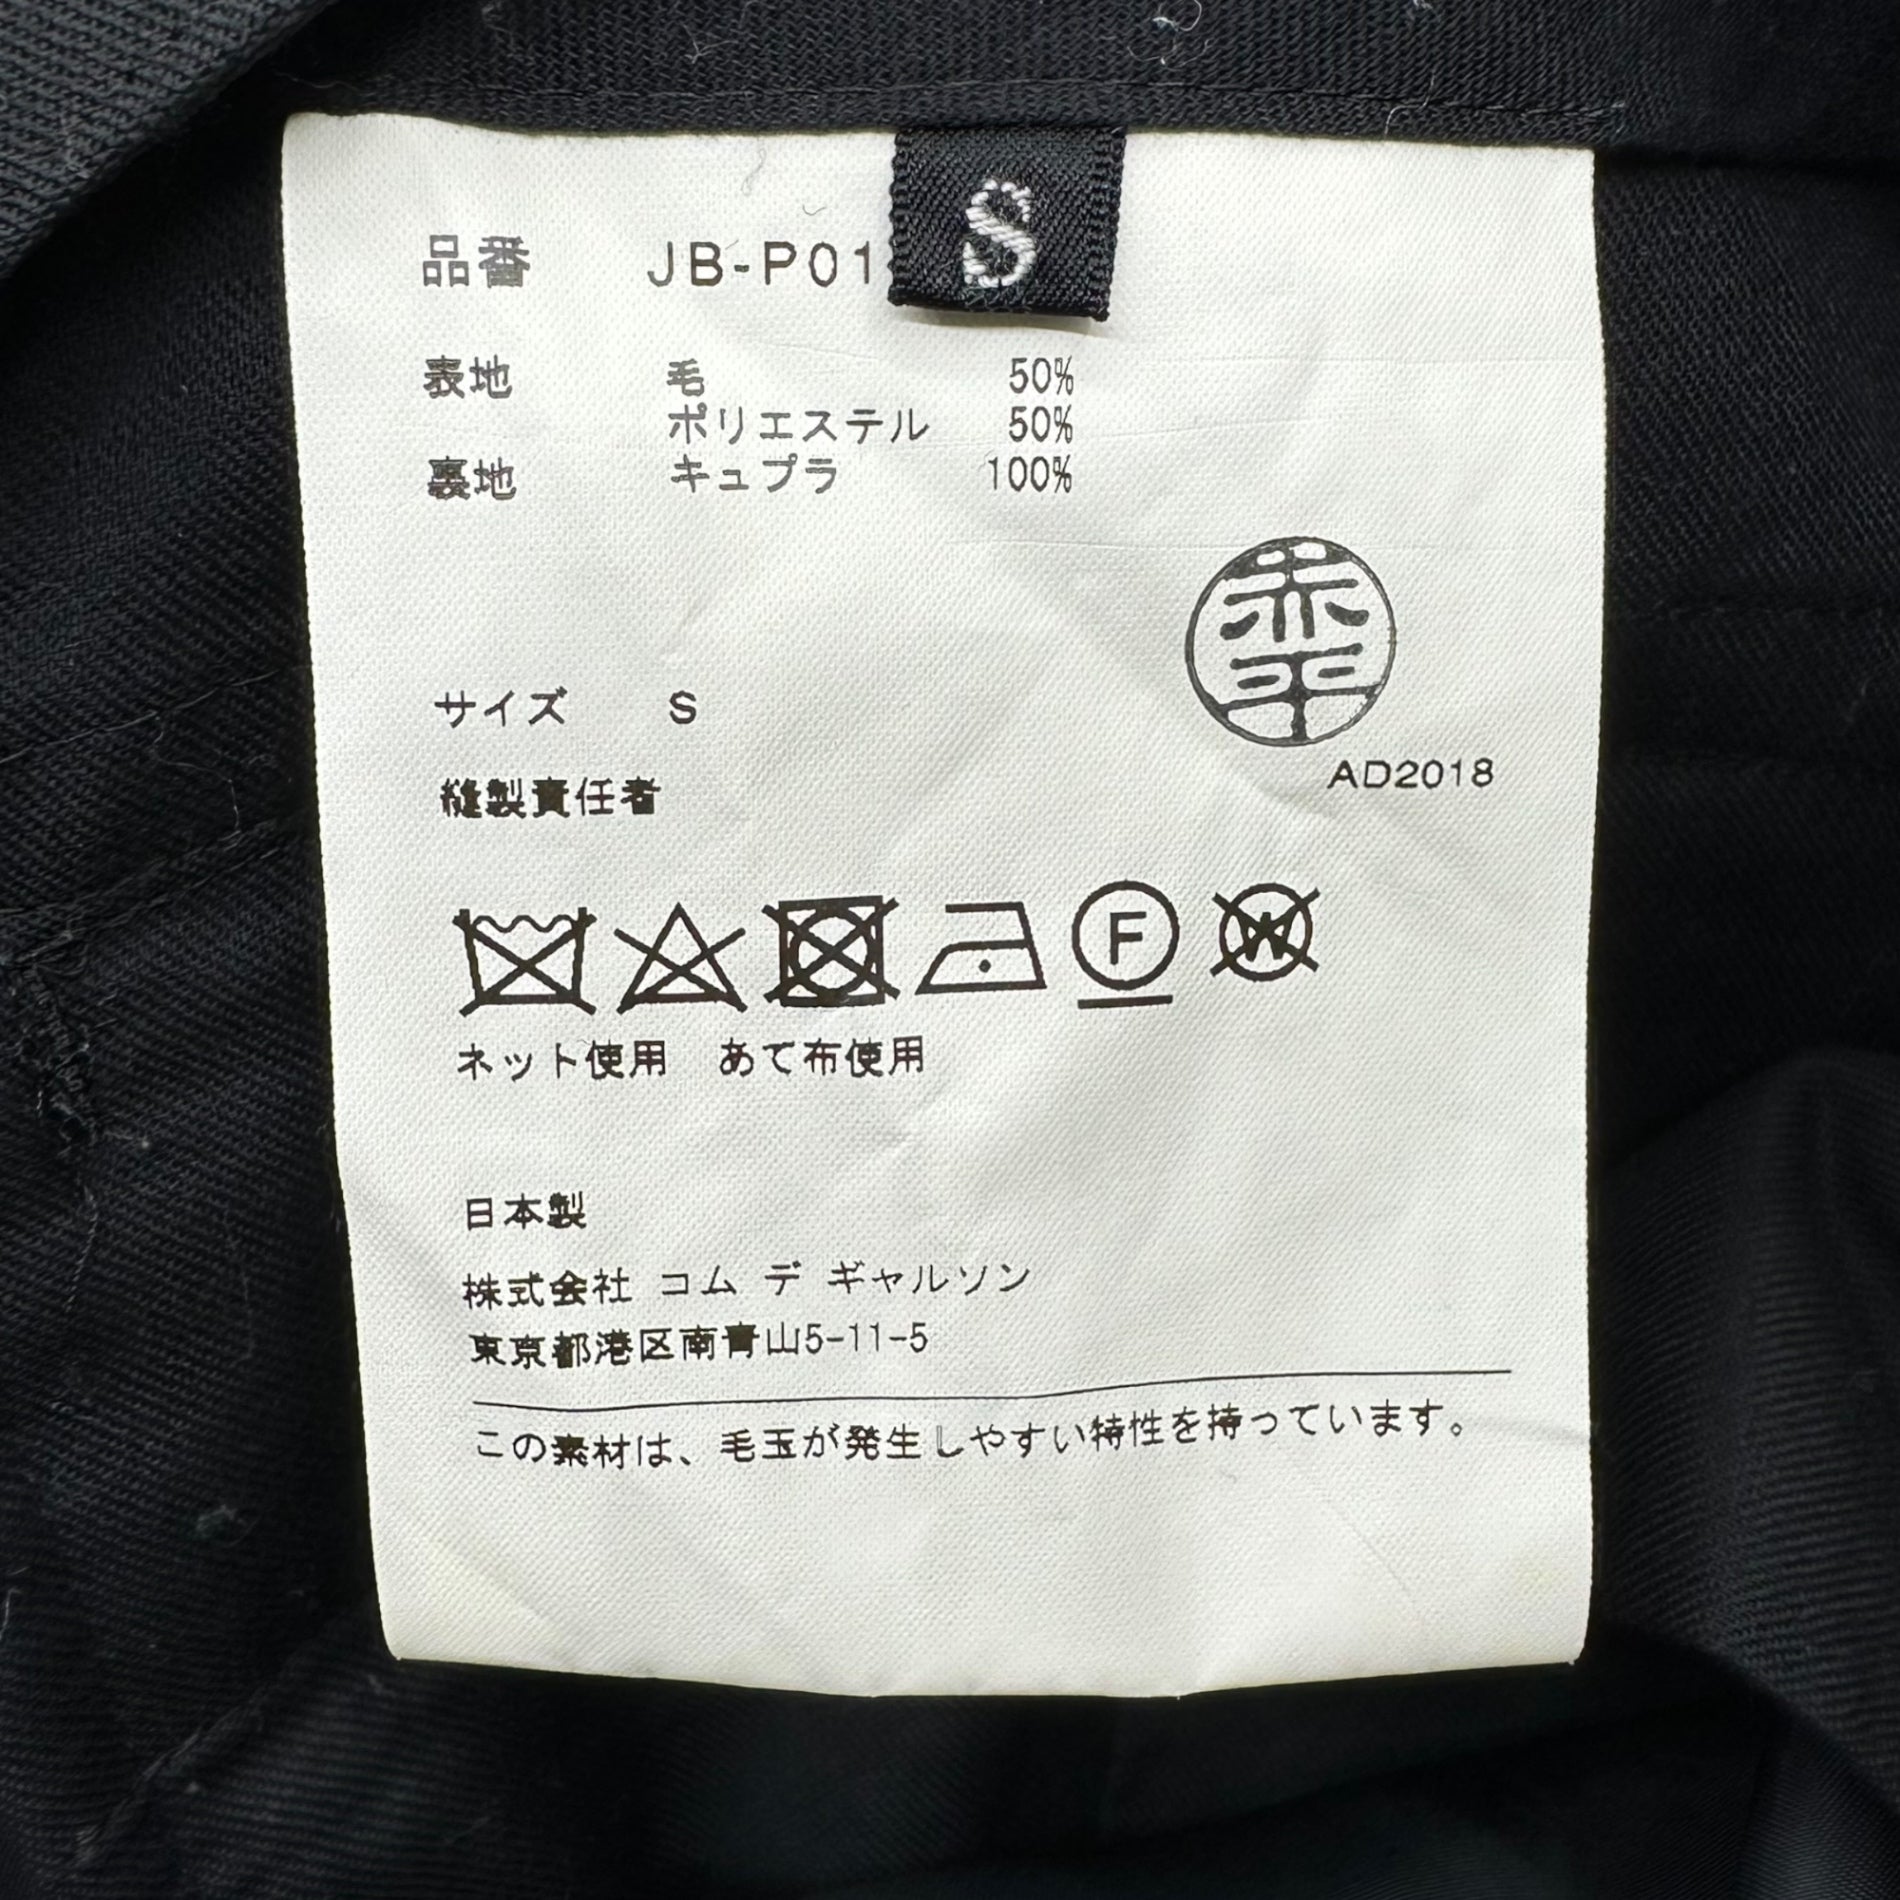 S
品番 JB-P01
表地 毛 50%
ポリエステル 50%
裏地 キュプラ 100%
赤平
サイズ S
AD2018
縫製責任者
F W
ネット使用 あて布使用
日本製
株式会社 コム デ ギャルソン
東京都港区南青山5-11-5
この素材は、毛玉が発生しやすい特性を持っています。